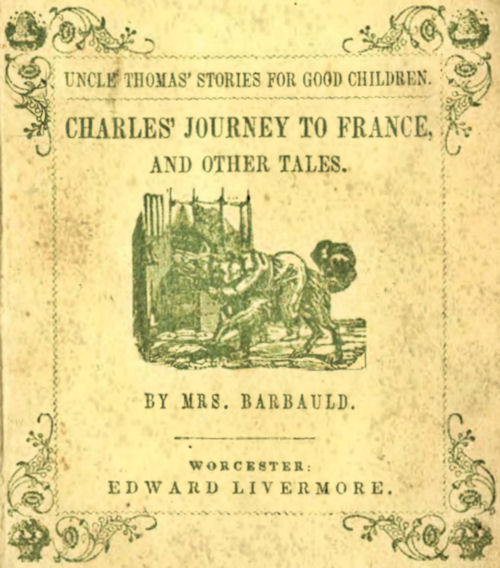 UNCLE THOMAS' STORIES FOR GOOD CHILDREN.
CHARLES' JOURNEY TO FRANCE,
AND OTHER TALES.
BY MRS. BARBAULD.
WORCESTER:
EDWARD LIVERMORE.